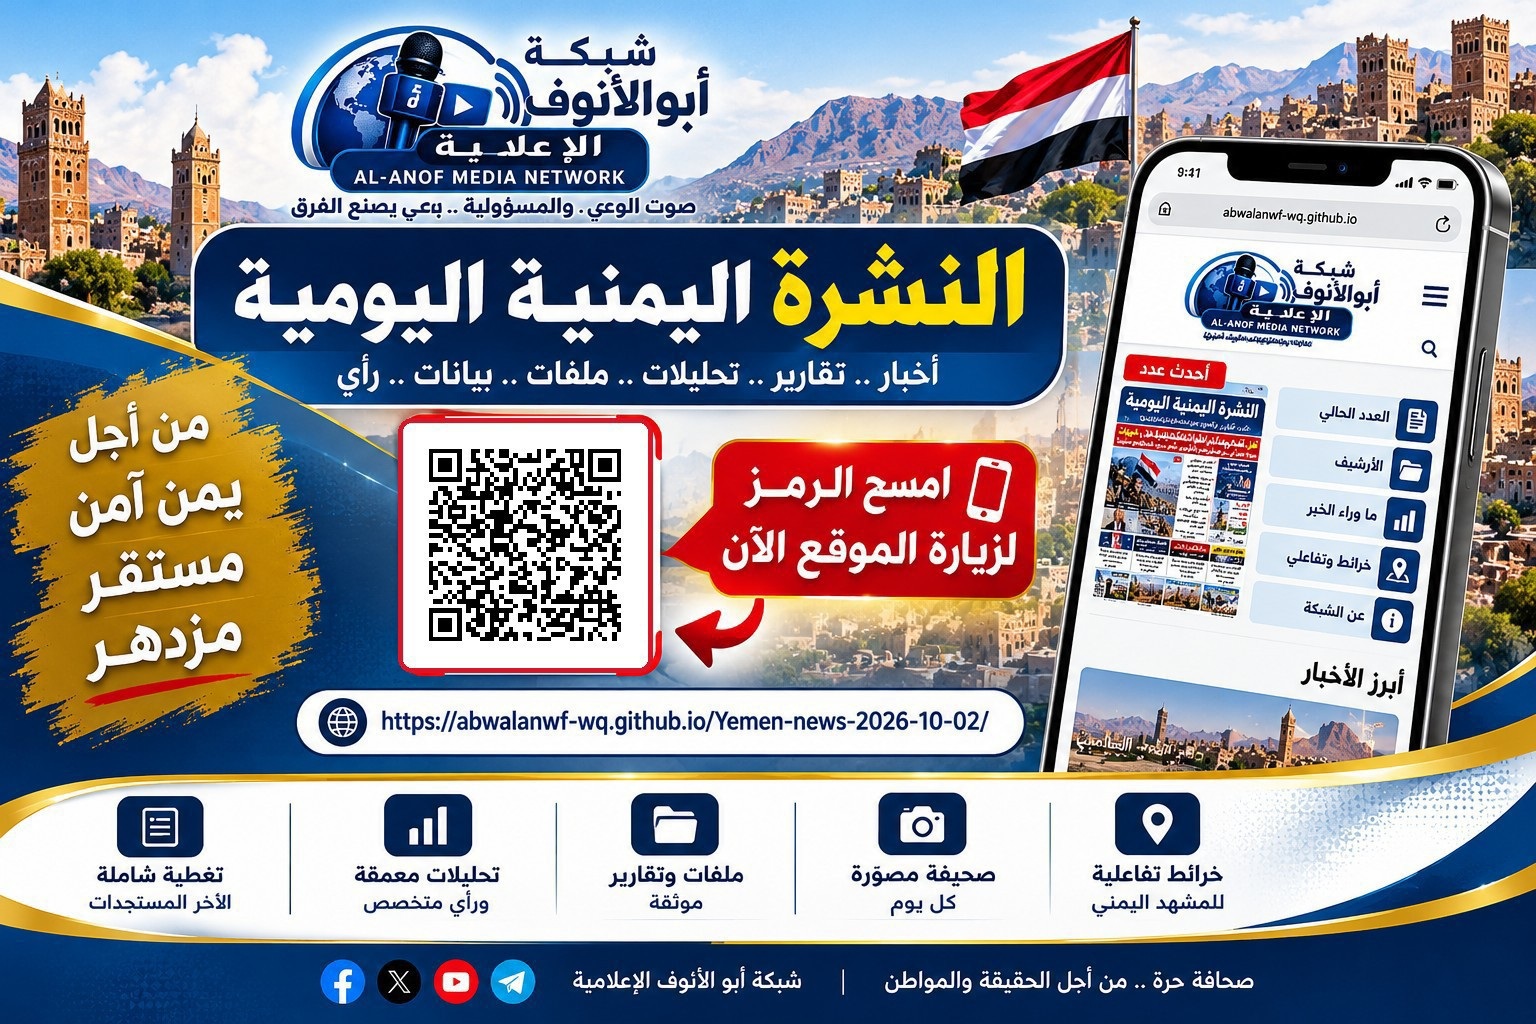 شبكة
أبوالأنوف
الإعلامية
AL-ANOF MEDIA NETWORK
صوت الوعي. والمسؤولية .. وعي يصنع الفرق
النشرة اليمنية اليومية
أخبار .. تقارير .. تحليلات .. ملفات .. بيانات .. رأي
من أجل
يمن آمن
مستقر
مزدهر
امسح الرمز
لزيارة الموقع الآن
https://abwalanwf-wq.github.io/Yemen-news-2026-10-02/
9:41
abwalanwf-wq.github.io
شبكة
أبوالأنوف
الإعلامية
AL-ANOF MEDIA NETWORK
أحدث عدد
النشرة اليمنية اليومية
العدد الحالي
الأرشيف
ما وراء الخبر
خرائط وتفاعلي
عن الشبكة
أبرز الأخبار
خرائط تفاعلية
للمشهد اليمني
صحيفة مصوّرة
كل يوم
ملفات وتقارير
موثقة
تحليلات معمقة
ورأي متخصص
تغطية شاملة
الأخر المستجدات
صحافة حرة .. من أجل الحقيقة والمواطن
شبكة أبو الأنوف الإعلامية